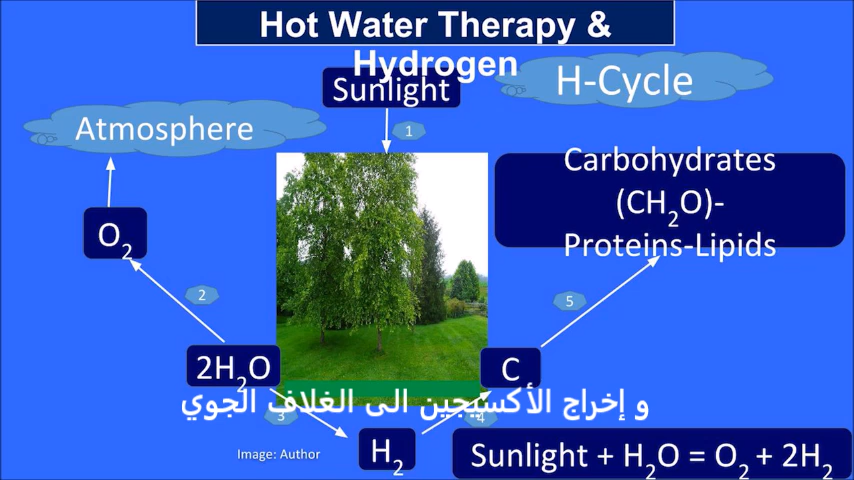 Hot Water Therapy &
Hydrogen
Sunlight
H-Cycle
1
Atmosphere
Carbohydrates
(CH₂O)-
Proteins-Lipids
O₂
2
5
2H₂O
C
و إخراج الأكسيجين الى الغلاف الجوي
3
4
H₂
Image: Author
Sunlight + H₂O = O₂ + 2H₂